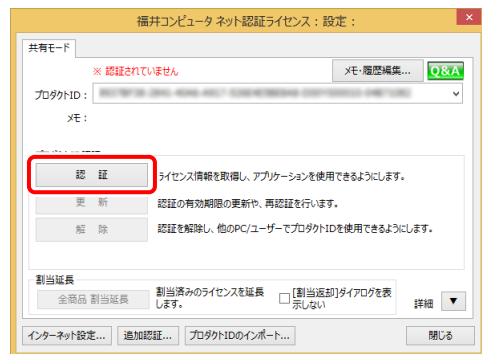 福井コンピュータ ネット認証ライセンス：設定：
×
共有モード
※ 認証されていません
メモ・履歴編集...
Q&A
プロダクトID：
メモ：
認　証
ライセンス情報を取得し、アプリケーションを使用できるようにします。
更　新
認証の有効期限の更新や、再認証を行います。
解　除
認証を解除し、他のPC/ユーザーでプロダクトIDを使用できるようにします。
割当延長
全商品 割当延長
割当済みのライセンスを延長
します。
[割当返却]ダイアログを表
示しない
詳細 ▼
インターネット設定...
追加認証...
プロダクトIDのインポート...
閉じる